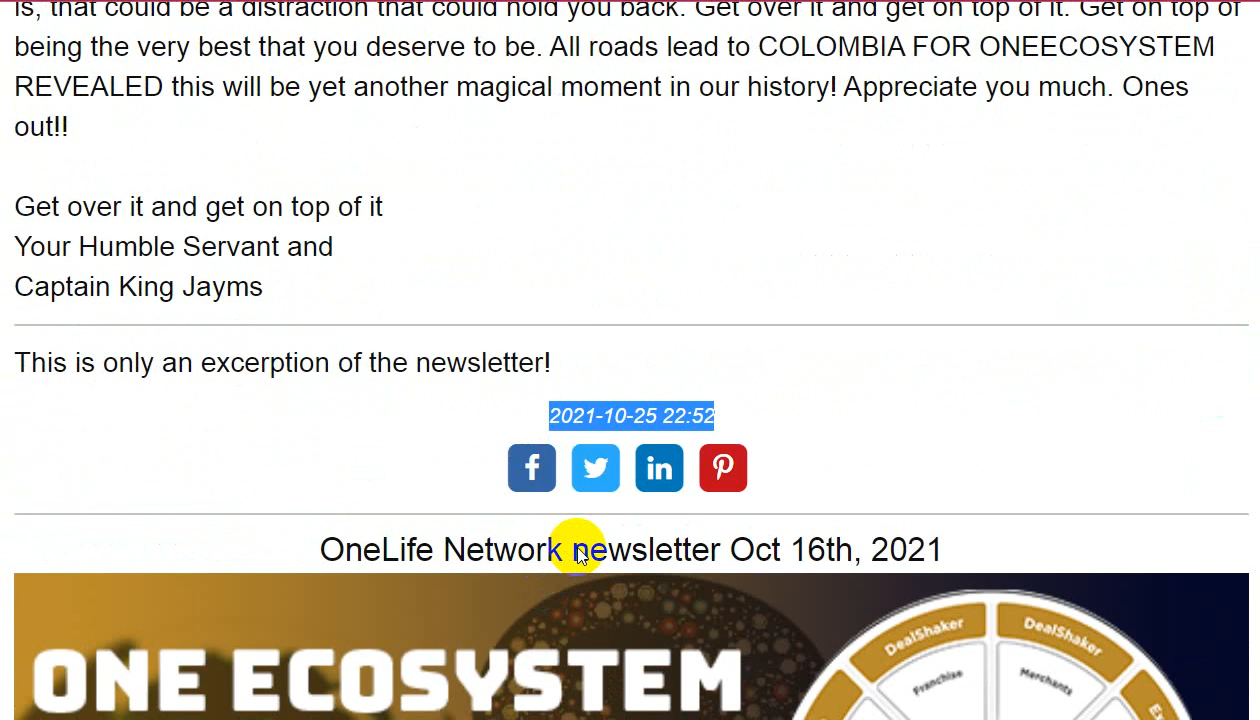 is, that could be a distraction that could hold you back. Get over it and get on top of it. Get on top of
being the very best that you deserve to be. All roads lead to COLOMBIA FOR ONEECOSYSTEM
REVEALED this will be yet another magical moment in our history! Appreciate you much. Ones
out!!
Get over it and get on top of it
Your Humble Servant and
Captain King Jayms
This is only an excerption of the newsletter!
2021-10-25 22:52
OneLife Network newsletter Oct 16th, 2021
ONE ECOSYSTEM
DealShaker
DealShaker
Franchise
Merchants